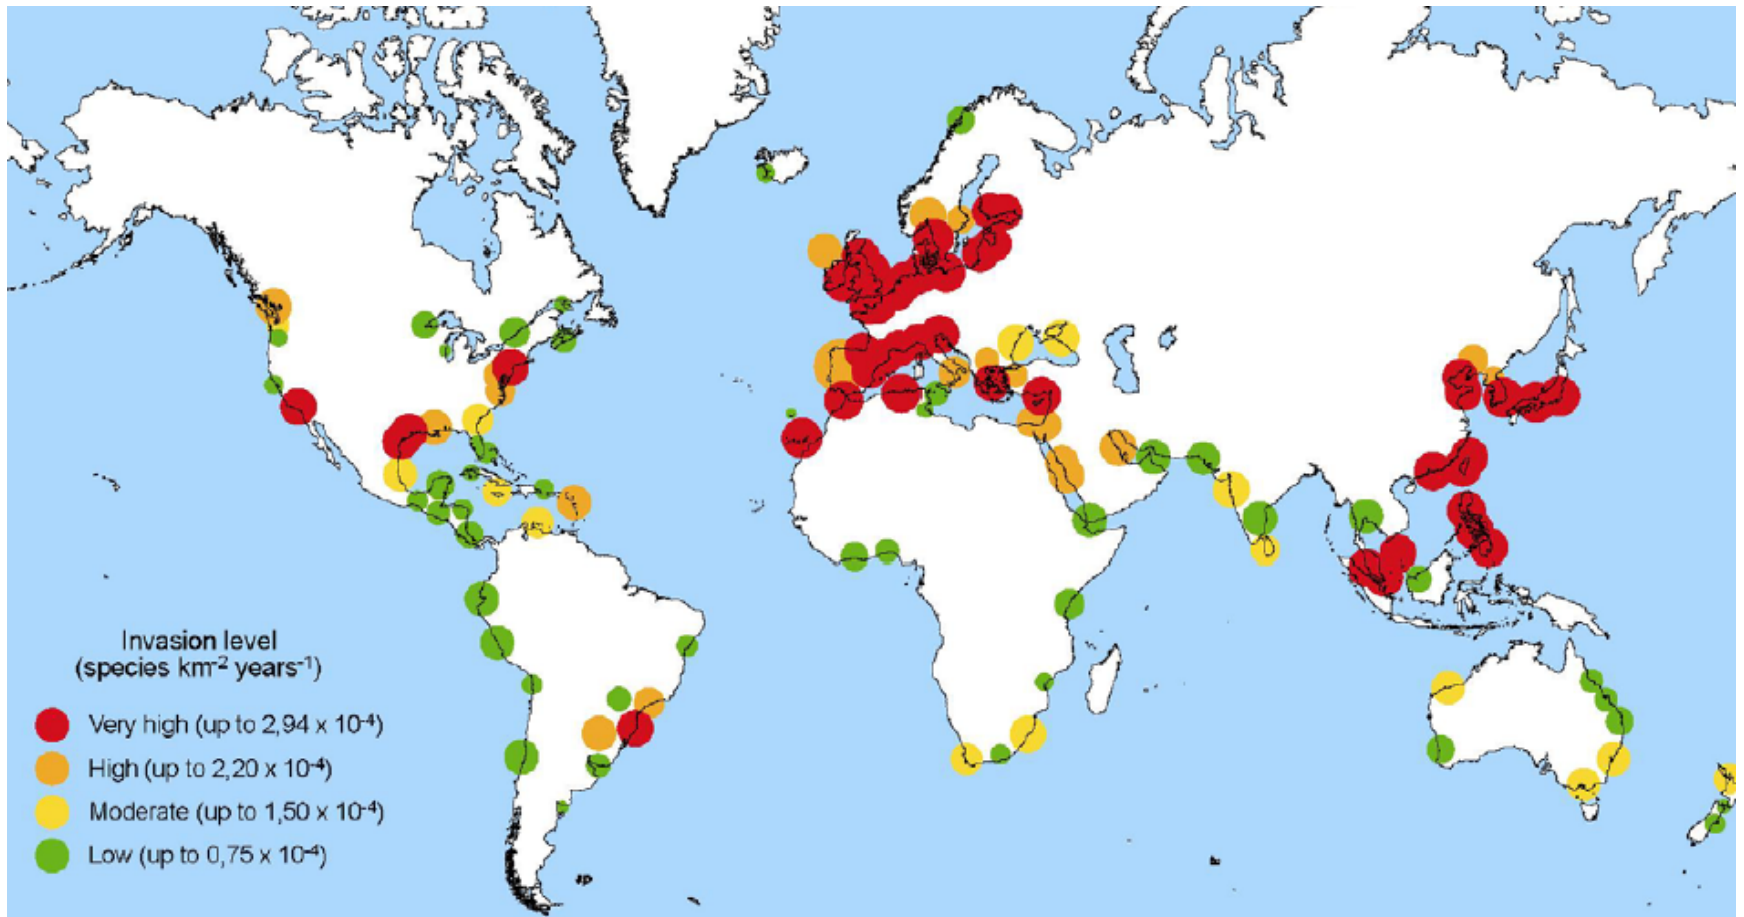 Invasion level
(species km⁻² years⁻¹)
Very high (up to 2,94 x 10⁻⁴)
High (up to 2,20 x 10⁻⁴)
Moderate (up to 1,50 x 10⁻⁴)
Low (up to 0,75 x 10⁻⁴)